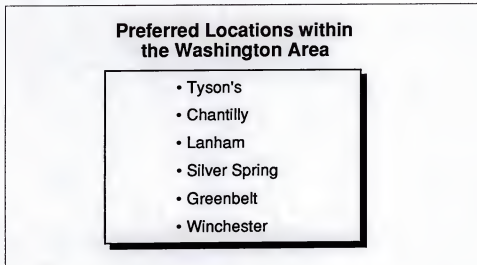 Preferred Locations within
the Washington Area
• Tyson's
• Chantilly
• Lanham
• Silver Spring
• Greenbelt
• Winchester